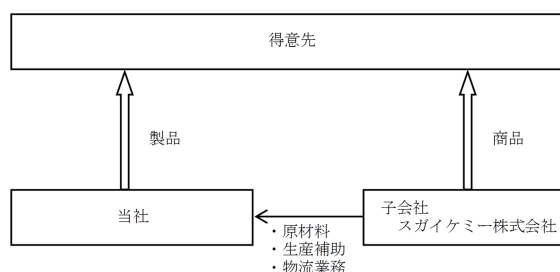 得意先
製品
商品
当社
子会社
スガイケミー株式会社
・原材料
・生産補助
・物流業務